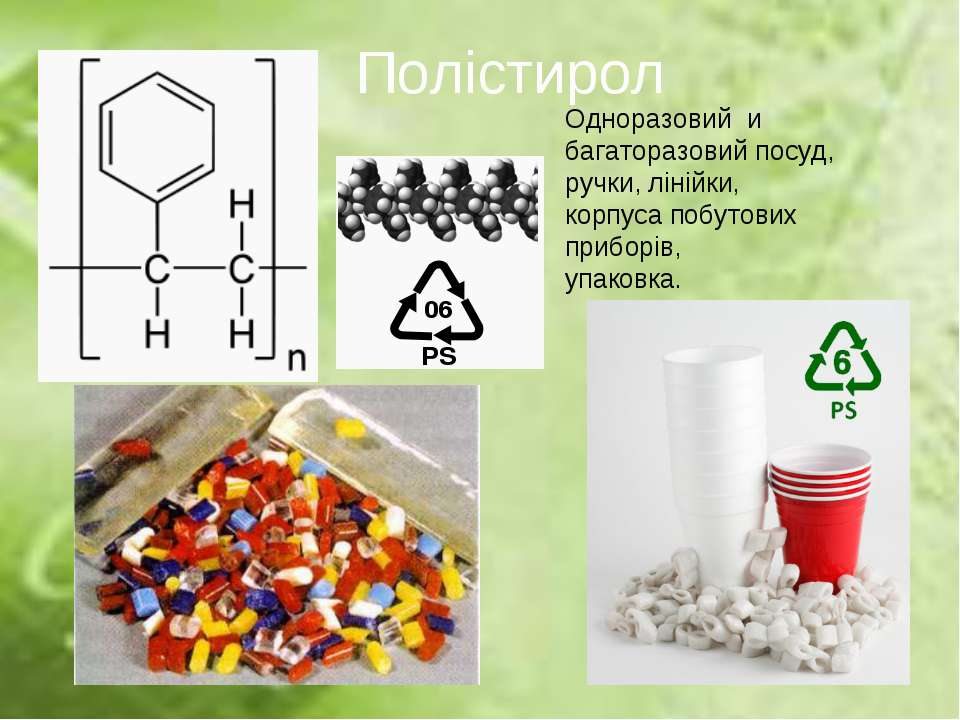 Полістирол
Одноразовий и
багаторазовий посуд,
ручки, лінійки,
корпуса побутових
приборів,
упаковка.
H
C C
H H
n
06
PS
6
PS